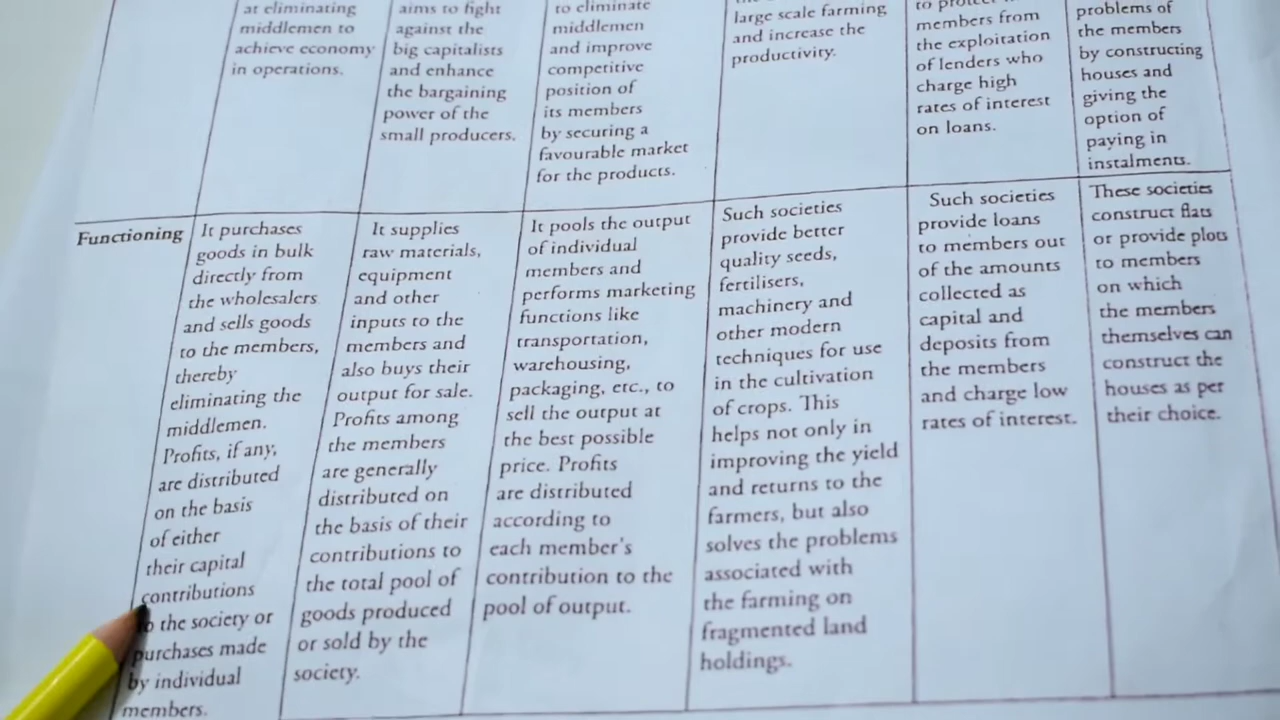 at eliminating
middlemen to
achieve economy
in operations.
aims to fight
against the
big capitalists
and enhance
the bargaining
power of the
small producers.
to eliminate
middlemen
and improve
competitive
position of
its members
by securing a
favourable market
for the products.
large scale farming
and increase the
productivity.
members from
the exploitation
of lenders who
charge high
rates of interest
on loans.
problems of
the members
by constructing
houses and
giving the
option of
paying in
instalments.
Functioning
It purchases
goods in bulk
directly from
the wholesalers
and sells goods
to the members,
thereby
eliminating the
middlemen.
Profits, if any,
are distributed
on the basis
of either
their capital
contributions
to the society or
purchases made
by individual
members.
It supplies
raw materials,
equipment
and other
inputs to the
members and
also buys their
output for sale.
Profits among
the members
are generally
distributed on
the basis of their
contributions to
the total pool of
goods produced
or sold by the
society.
It pools the output
of individual
members and
performs marketing
functions like
transportation,
warehousing,
packaging, etc., to
sell the output at
the best possible
price. Profits
are distributed
according to
each member's
contribution to the
pool of output.
Such societies
provide better
quality seeds,
fertilisers,
machinery and
other modern
techniques for use
in the cultivation
of crops. This
helps not only in
improving the yield
and returns to the
farmers, but also
solves the problems
associated with
the farming on
fragmented land
holdings.
Such societies
provide loans
to members out
of the amounts
collected as
capital and
deposits from
the members
and charge low
rates of interest.
These societies
construct flats
or provide plots
to members
on which
the members
themselves can
construct the
houses as per
their choice.